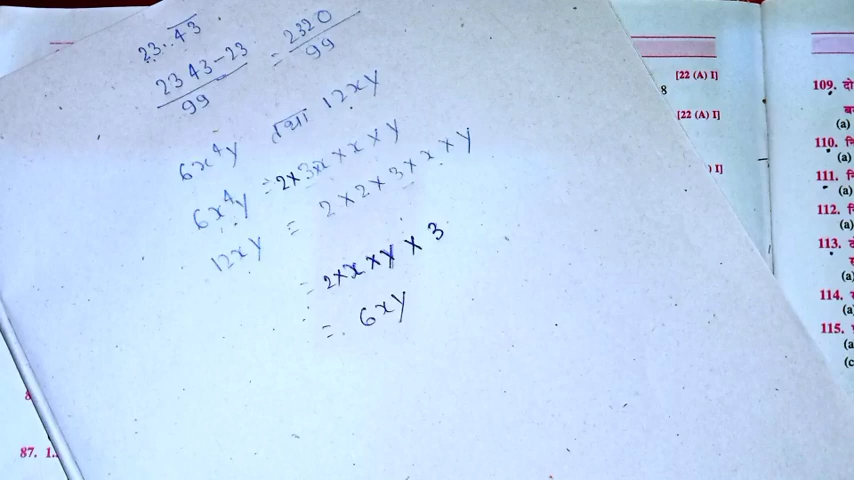 23.43̅
2343-23 = 2320
99 99
6x⁴y तथा 12xy
6x⁴y = 2×3×x×x×y
12xy = 2×2×3×x×y
= 2×x×y×3
= 6xy
[22 (A) I]
8
[22 (A) I]
) I]
109. दो
(a)
110.
(a)
111.
(a)
112.
(a)
113.
(a)
114.
(a)
115.
(a
(c
87. 1.